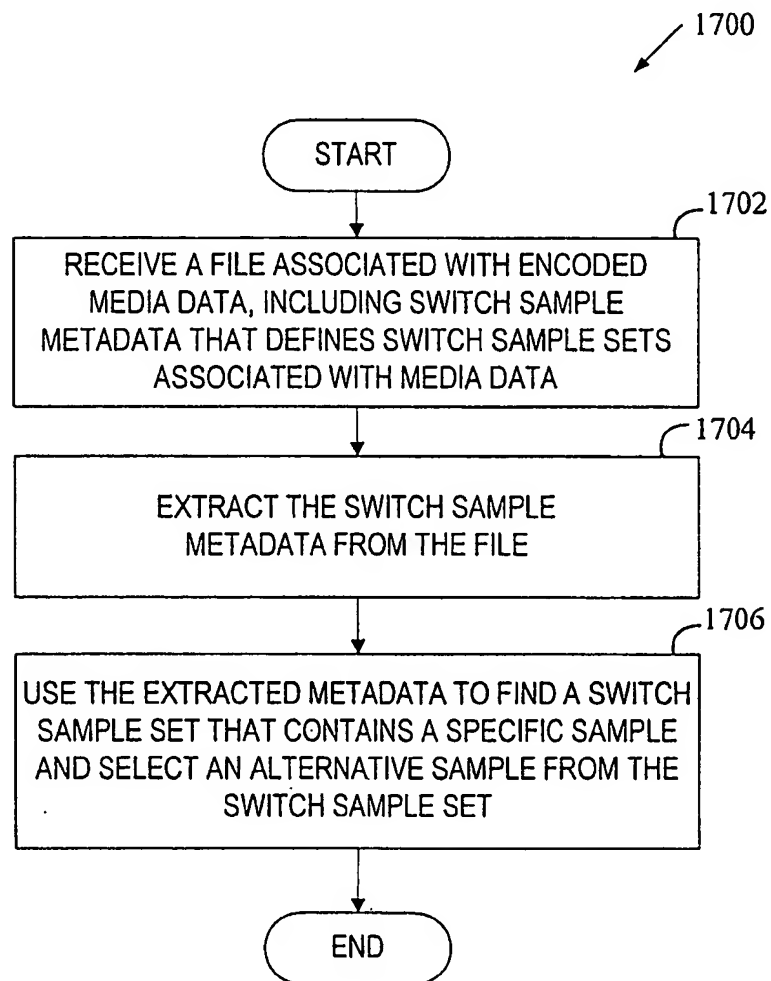 1700
START
1702
RECEIVE A FILE ASSOCIATED WITH ENCODED
MEDIA DATA, INCLUDING SWITCH SAMPLE
METADATA THAT DEFINES SWITCH SAMPLE SETS
ASSOCIATED WITH MEDIA DATA
1704
EXTRACT THE SWITCH SAMPLE
METADATA FROM THE FILE
1706
USE THE EXTRACTED METADATA TO FIND A SWITCH
SAMPLE SET THAT CONTAINS A SPECIFIC SAMPLE
AND SELECT AN ALTERNATIVE SAMPLE FROM THE
SWITCH SAMPLE SET
END